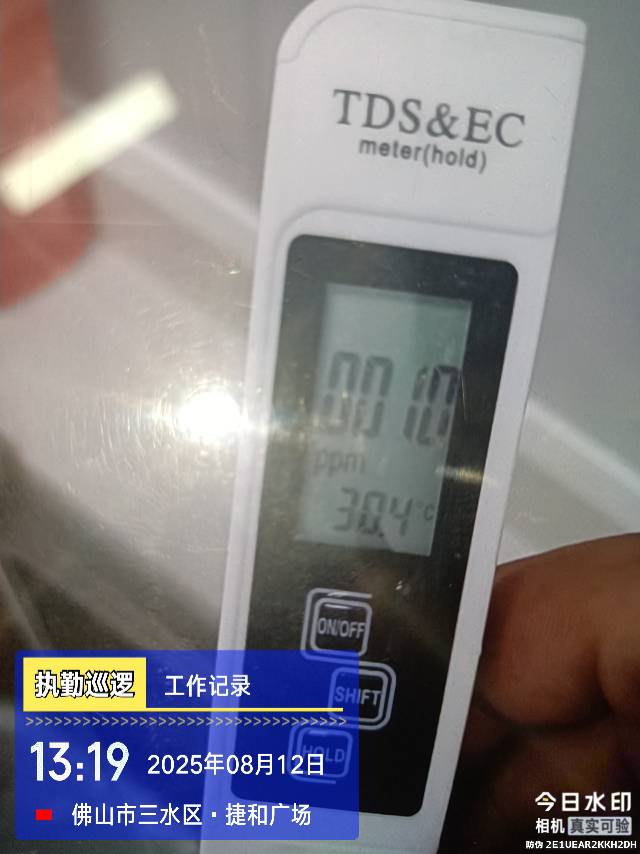 TDS&EC
meter(hold)
0010
ppm
30.4°C
ON/OFF
SHIFT
HOLD
执勤巡逻 工作记录
13:19 2025年08月12日
佛山市三水区·捷和广场
今日水印
相机 真实可验
防伪 2E1UEAR2KKH2DH